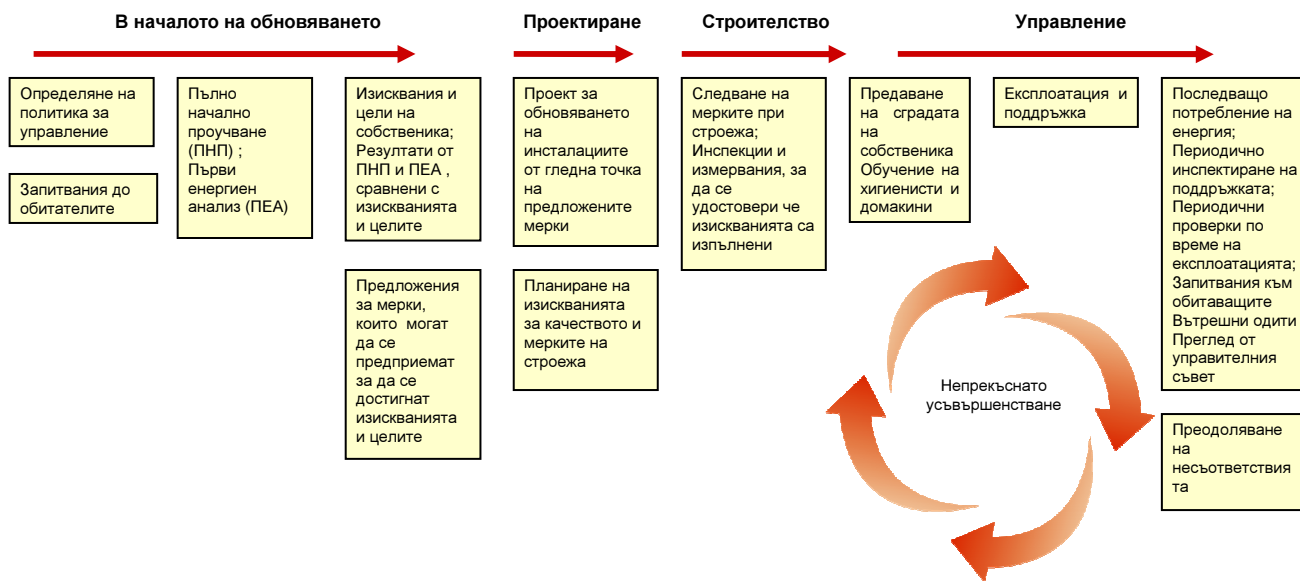 В началото на обновяването
Проектиране
Строителство
Управление
Определяне на
политика за
управление
Запитвания до
обитателите
Пълно
начално
проучване
(ПНП) ;
Първи
енергиен
анализ (ПЕА)
Изисквания и
цели на
собственика;
Резултати от
ПНП и ПЕА ,
сравнени с
изискванията
и целите
Предложения
за мерки,
които могат
да се
предприемат
за да се
достигнат
изискванията
и целите
Проект за
обновяването
на
инсталациите
от гледна точка
на
предложените
мерки
Планиране на
изискванията
за качеството и
мерките на
строежа
Следване на
мерките при
строежа;
Инспекции и
измервания, за
да се
удостовери че
изискванията са
изпълнени
Предаване
на сградата
на
собственика
Обучение на
хигиенисти и
домакини
Експлоатация и
поддръжка
Последващо
потребление на
енергия;
Периодично
инспектиране на
поддръжката;
Периодични
проверки по
време на
експлоатацията;
Запитвания към
обитаващите
Вътрешни одити
Преглед от
управителния
съвет
Преодоляване
на
несъответствия
та
Непрекъснато
усъвършенстване